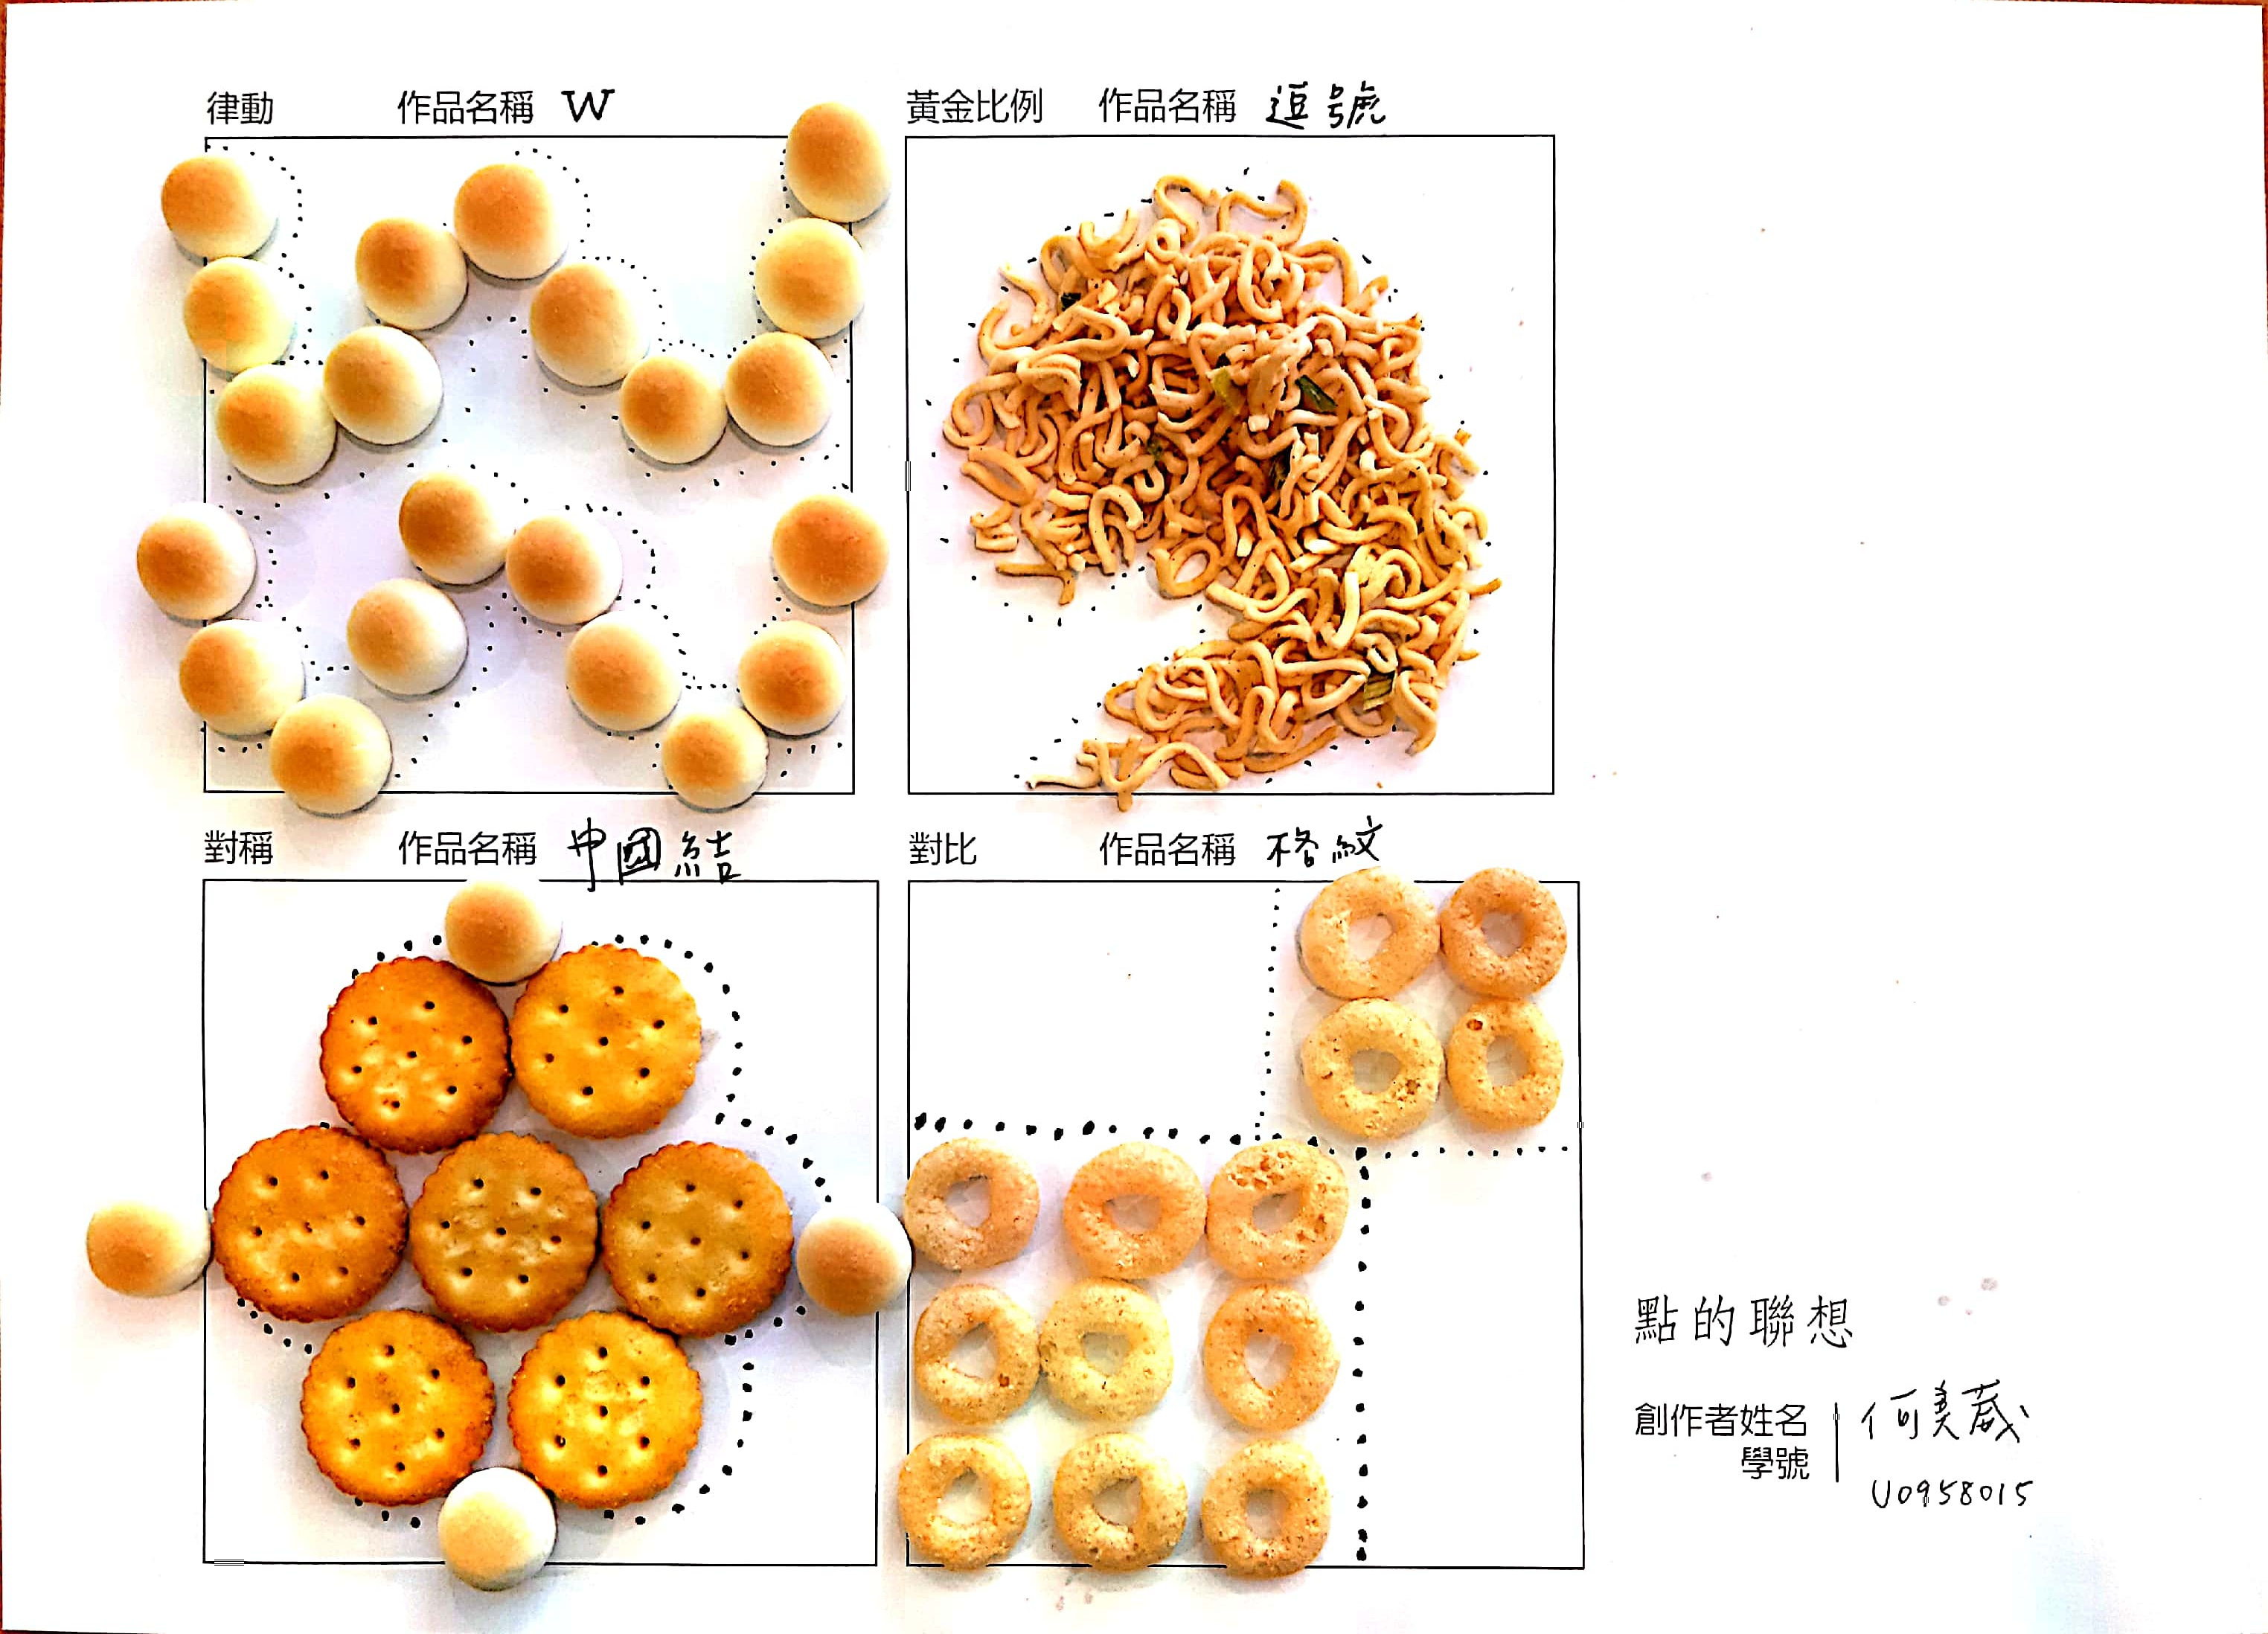 律動 作品名稱 W
黃金比例 作品名稱 逗號
對稱 作品名稱 中國結
對比 作品名稱 格紋
點的聯想
創作者姓名 何美葳
學號 U0958015